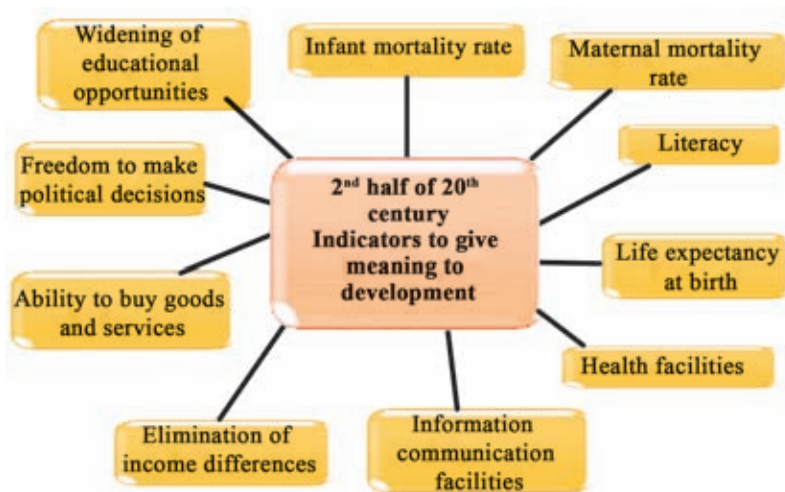 Widening of
educational
opportunities
Infant mortality rate
Maternal mortality
rate
Literacy
Freedom to make
political decisions
2nd half of 20th
century
Indicators to give
meaning to
development
Life expectancy
at birth
Ability to buy goods
and services
Health facilities
Elimination of
income differences
Information
communication
facilities